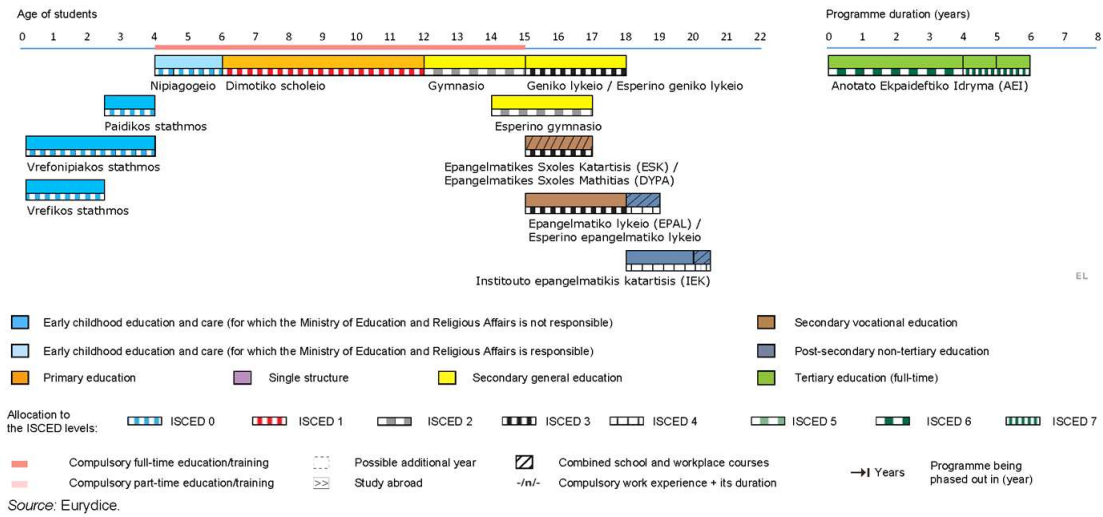 Age of students
Programme duration (years)
0 1 2 3 4 5 6 7 8 9 10 11 12 13 14 15 16 17 18 19 20 21 22
0 1 2 3 4 5 6 7 8
Nipiagogeio
Dimotiko scholeio
Gymnasio
Geniko lykeio / Esperino geniko lykeio
Anotato Ekpaideftiko Idryma (AEI)
Paidikos stathmos
Esperino gymnasio
Vrefonipiakos stathmos
Epangelmatikes Sxoles Katartisis (ESK) /
Epangelmatikes Sxoles Mathitias (DYPA)
Vrefikos stathmos
Epangelmatiko lykeio (EPAL) /
Esperino epangelmatiko lykeio
Institouto epangelmatikis katartisis (IEK)
EL
Early childhood education and care (for which the Ministry of Education and Religious Affairs is not responsible)
Secondary vocational education
Early childhood education and care (for which the Ministry of Education and Religious Affairs is responsible)
Post-secondary non-tertiary education
Primary education
Single structure
Secondary general education
Tertiary education (full-time)
Allocation to
the ISCED levels:
ISCED 0
ISCED 1
ISCED 2
ISCED 3
ISCED 4
ISCED 5
ISCED 6
ISCED 7
Compulsory full-time education/training
Possible additional year
Combined school and workplace courses
Years
Programme being
phased out in (year)
Compulsory part-time education/training
>>
Study abroad
-/n/-
Compulsory work experience + its duration
Source: Eurydice.